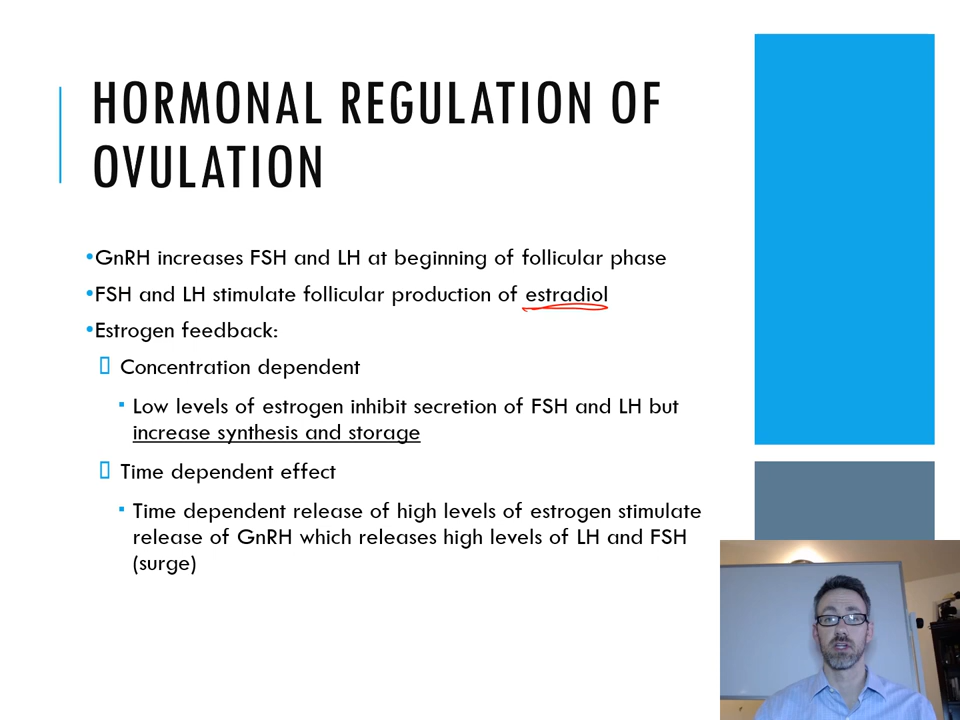 HORMONAL REGULATION OF
OVULATION
•GnRH increases FSH and LH at beginning of follicular phase
•FSH and LH stimulate follicular production of estradiol
•Estrogen feedback:
Concentration dependent
▪ Low levels of estrogen inhibit secretion of FSH and LH but
increase synthesis and storage
Time dependent effect
▪ Time dependent release of high levels of estrogen stimulate
release of GnRH which releases high levels of LH and FSH
(surge)